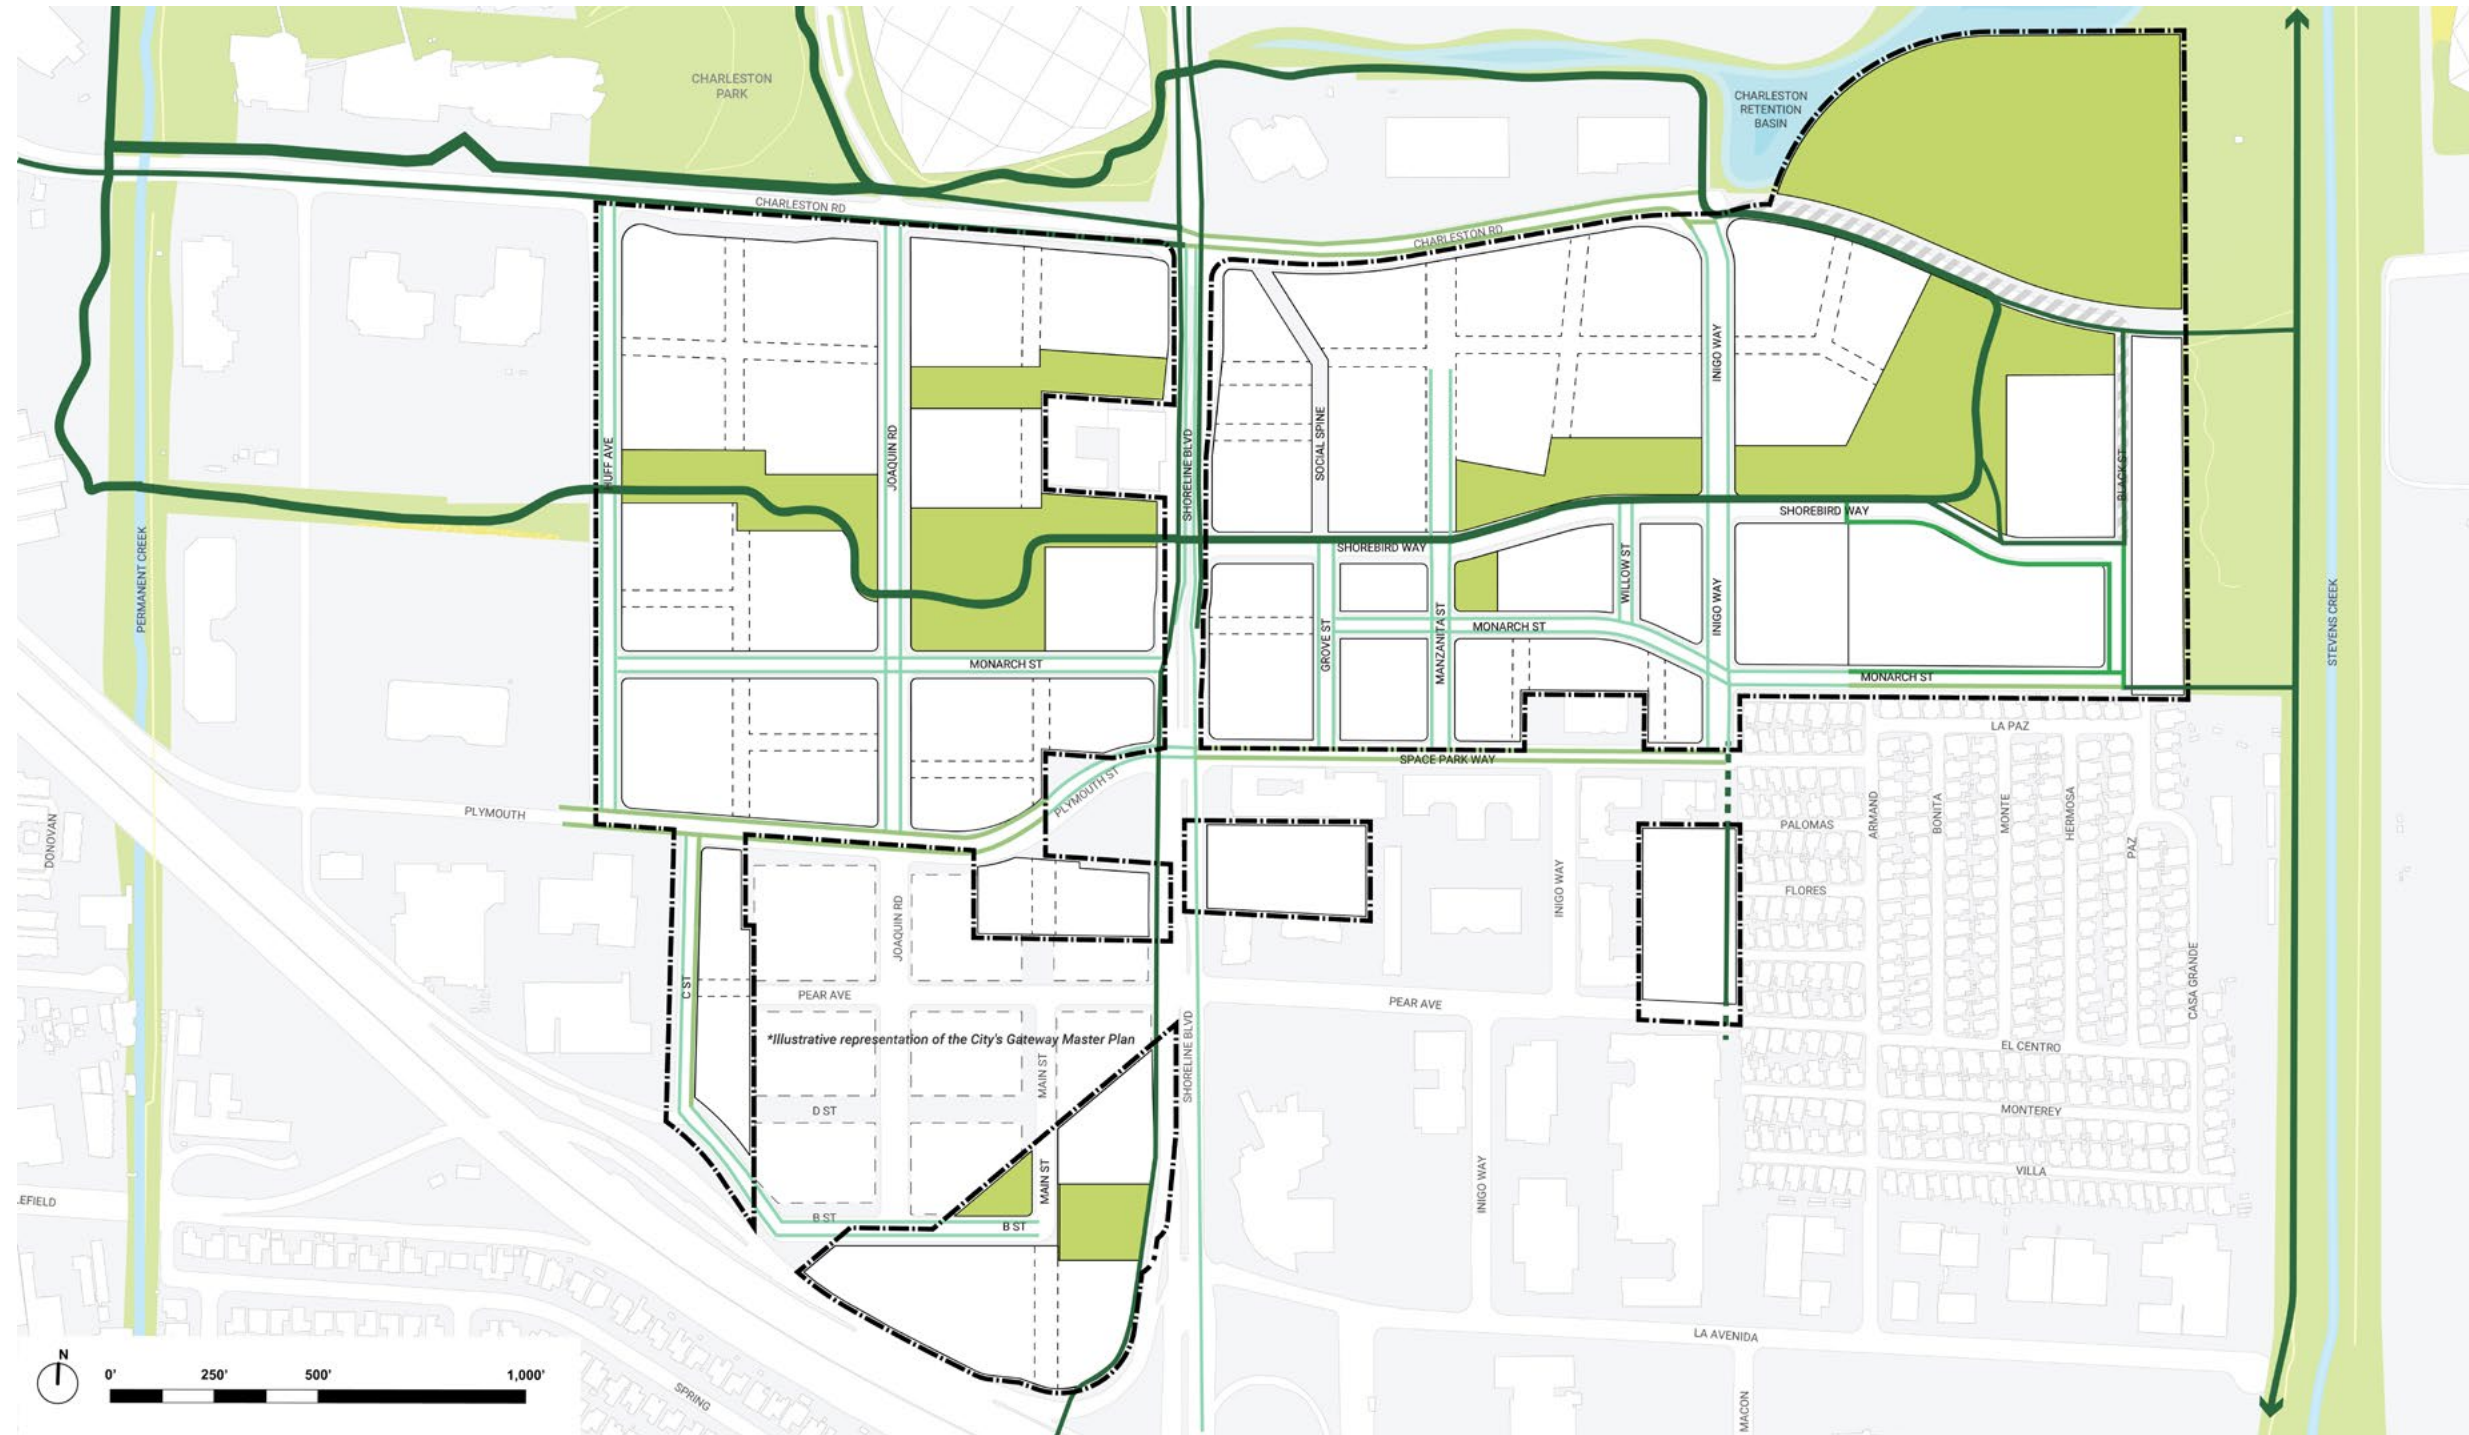 CHARLESTON
PARK
CHARLESTON
RETENTION
BASIN
CHARLESTON RD
CHARLESTON RD
INIGO WAY
HUFF AVE
JOAQUIN RD
SHORELINE BLVD
SOCIAL SPINE
BLACK ST
SHOREBIRD WAY
SHOREBIRD WAY
PERMANENT CREEK
STEVENS CREEK
WILLOW ST
INIGO WAY
GROVE ST
MANZANITA ST
MONARCH ST
MONARCH ST
MONARCH ST
LA PAZ
SPACE PARK WAY
PLYMOUTH ST
PLYMOUTH
DONOVAN
PALOMAS
ARMAND
BONITA
MONTE
HERMOSA
PAZ
FLORES
INIGO WAY
JOAQUIN RD
C ST
PEAR AVE
PEAR AVE
CASA GRANDE
*Illustrative representation of the City's Gateway Master Plan
EL CENTRO
MAIN ST
SHORELINE BLVD
D ST
MONTEREY
VILLA
MAIN ST
INIGO WAY
LEFIELD
B ST
B ST
LA AVENIDA
N
0' 250' 500' 1,000'
SPRING
MACON